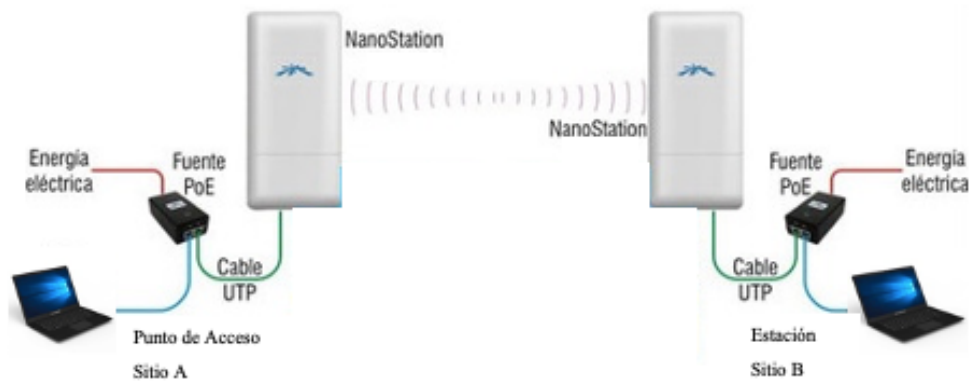 NanoStation
NanoStation
Energía
eléctrica
Fuente
PoE
Cable
UTP
Punto de Acceso
Sitio A
Fuente
PoE
Energía
eléctrica
Cable
UTP
Estación
Sitio B